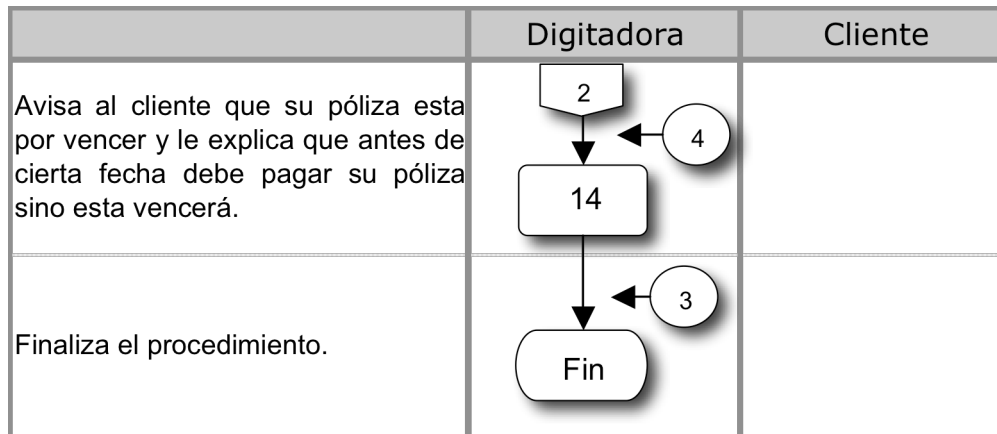 Digitadora
Cliente
Avisa al cliente que su póliza esta
por vencer y le explica que antes de
cierta fecha debe pagar su póliza
sino esta vencerá.
2
4
14
Finaliza el procedimiento.
3
Fin